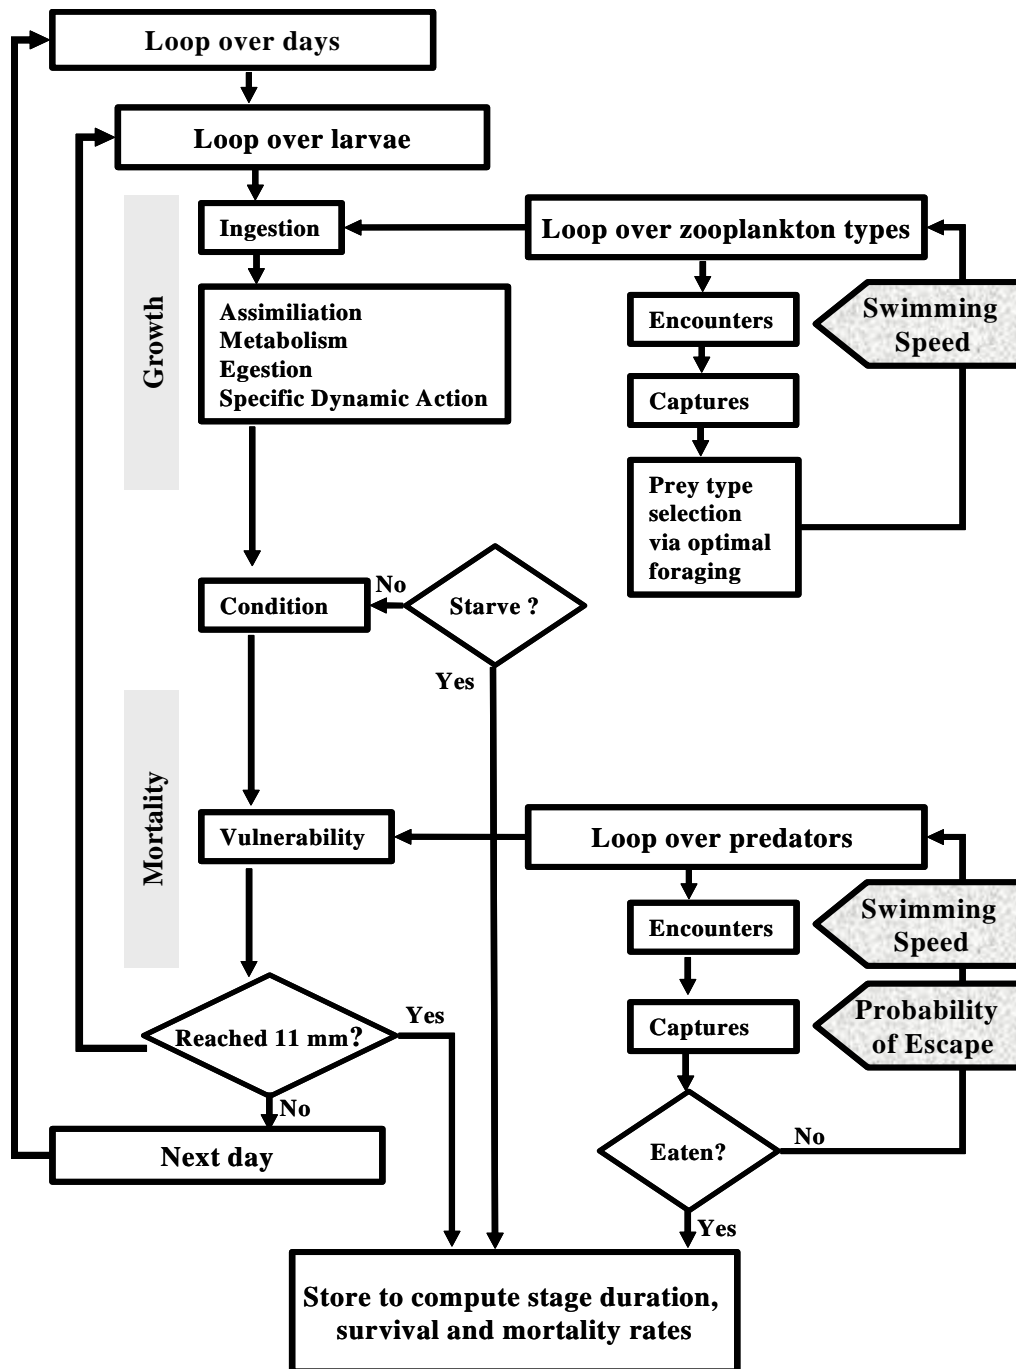 Loop over days
Loop over larvae
Growth
Ingestion
Assimiliation
Metabolism
Egestion
Specific Dynamic Action
Loop over zooplankton types
Encounters
Captures
Prey type
selection
via optimal
foraging
Swimming
Speed
Condition
No
Starve ?
Yes
Mortality
Vulnerability
Loop over predators
Encounters
Captures
Swimming
Speed
Probability
of Escape
Reached 11 mm?
Yes
No
Next day
Eaten?
No
Yes
Store to compute stage duration,
survival and mortality rates